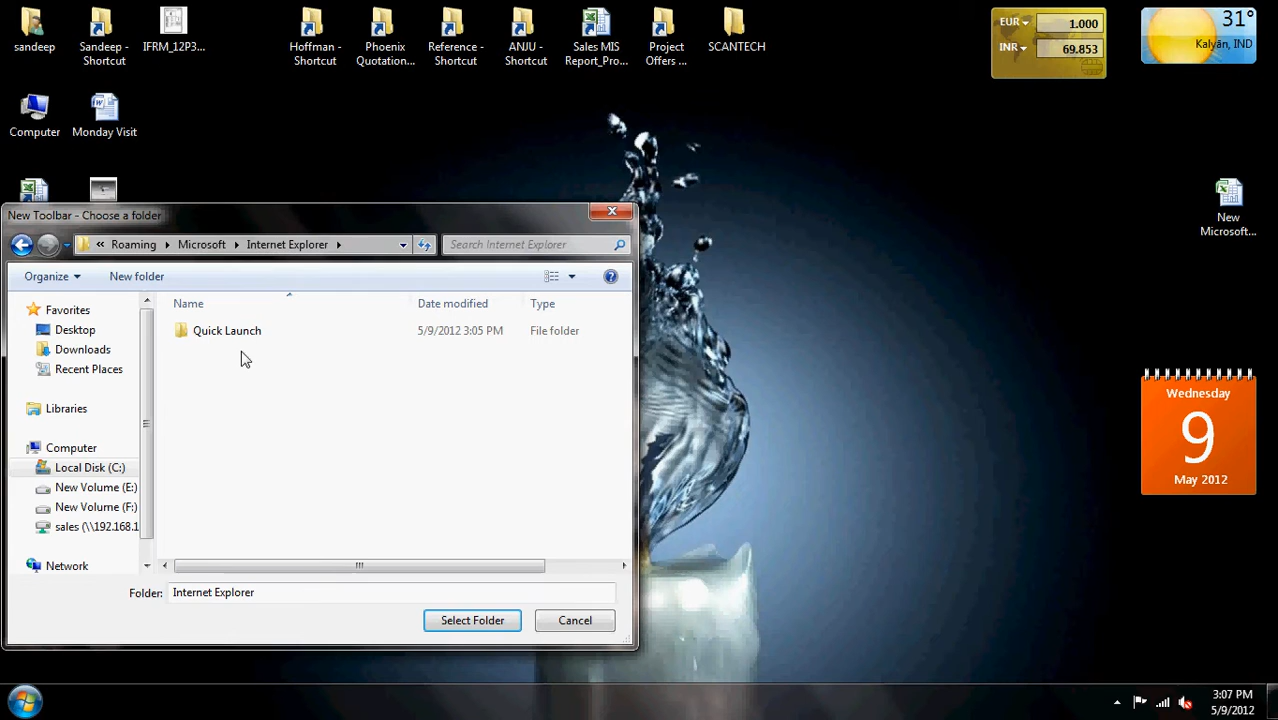 sandeep
Sandeep -
Shortcut
IFRM_12P3...
Hoffman -
Shortcut
Phoenix
Quotation...
Reference -
Shortcut
ANJU -
Shortcut
Sales MIS
Report_Pro...
Project
Offers ...
SCANTECH
EUR
1.000
INR
69.853
31°
Kalyān, IND
Computer
Monday Visit
New
Microsoft...
New Toolbar - Choose a folder
« Roaming
Microsoft
Internet Explorer
Search Internet Explorer
Organize
New folder
Name
Date modified
Type
Quick Launch
5/9/2012 3:05 PM
File folder
Favorites
Desktop
Downloads
Recent Places
Libraries
Computer
Local Disk (C:)
New Volume (E:)
New Volume (F:)
sales (\\192.168.1
Network
Folder:
Internet Explorer
Select Folder
Cancel
Wednesday
9
May 2012
3:07 PM
5/9/2012